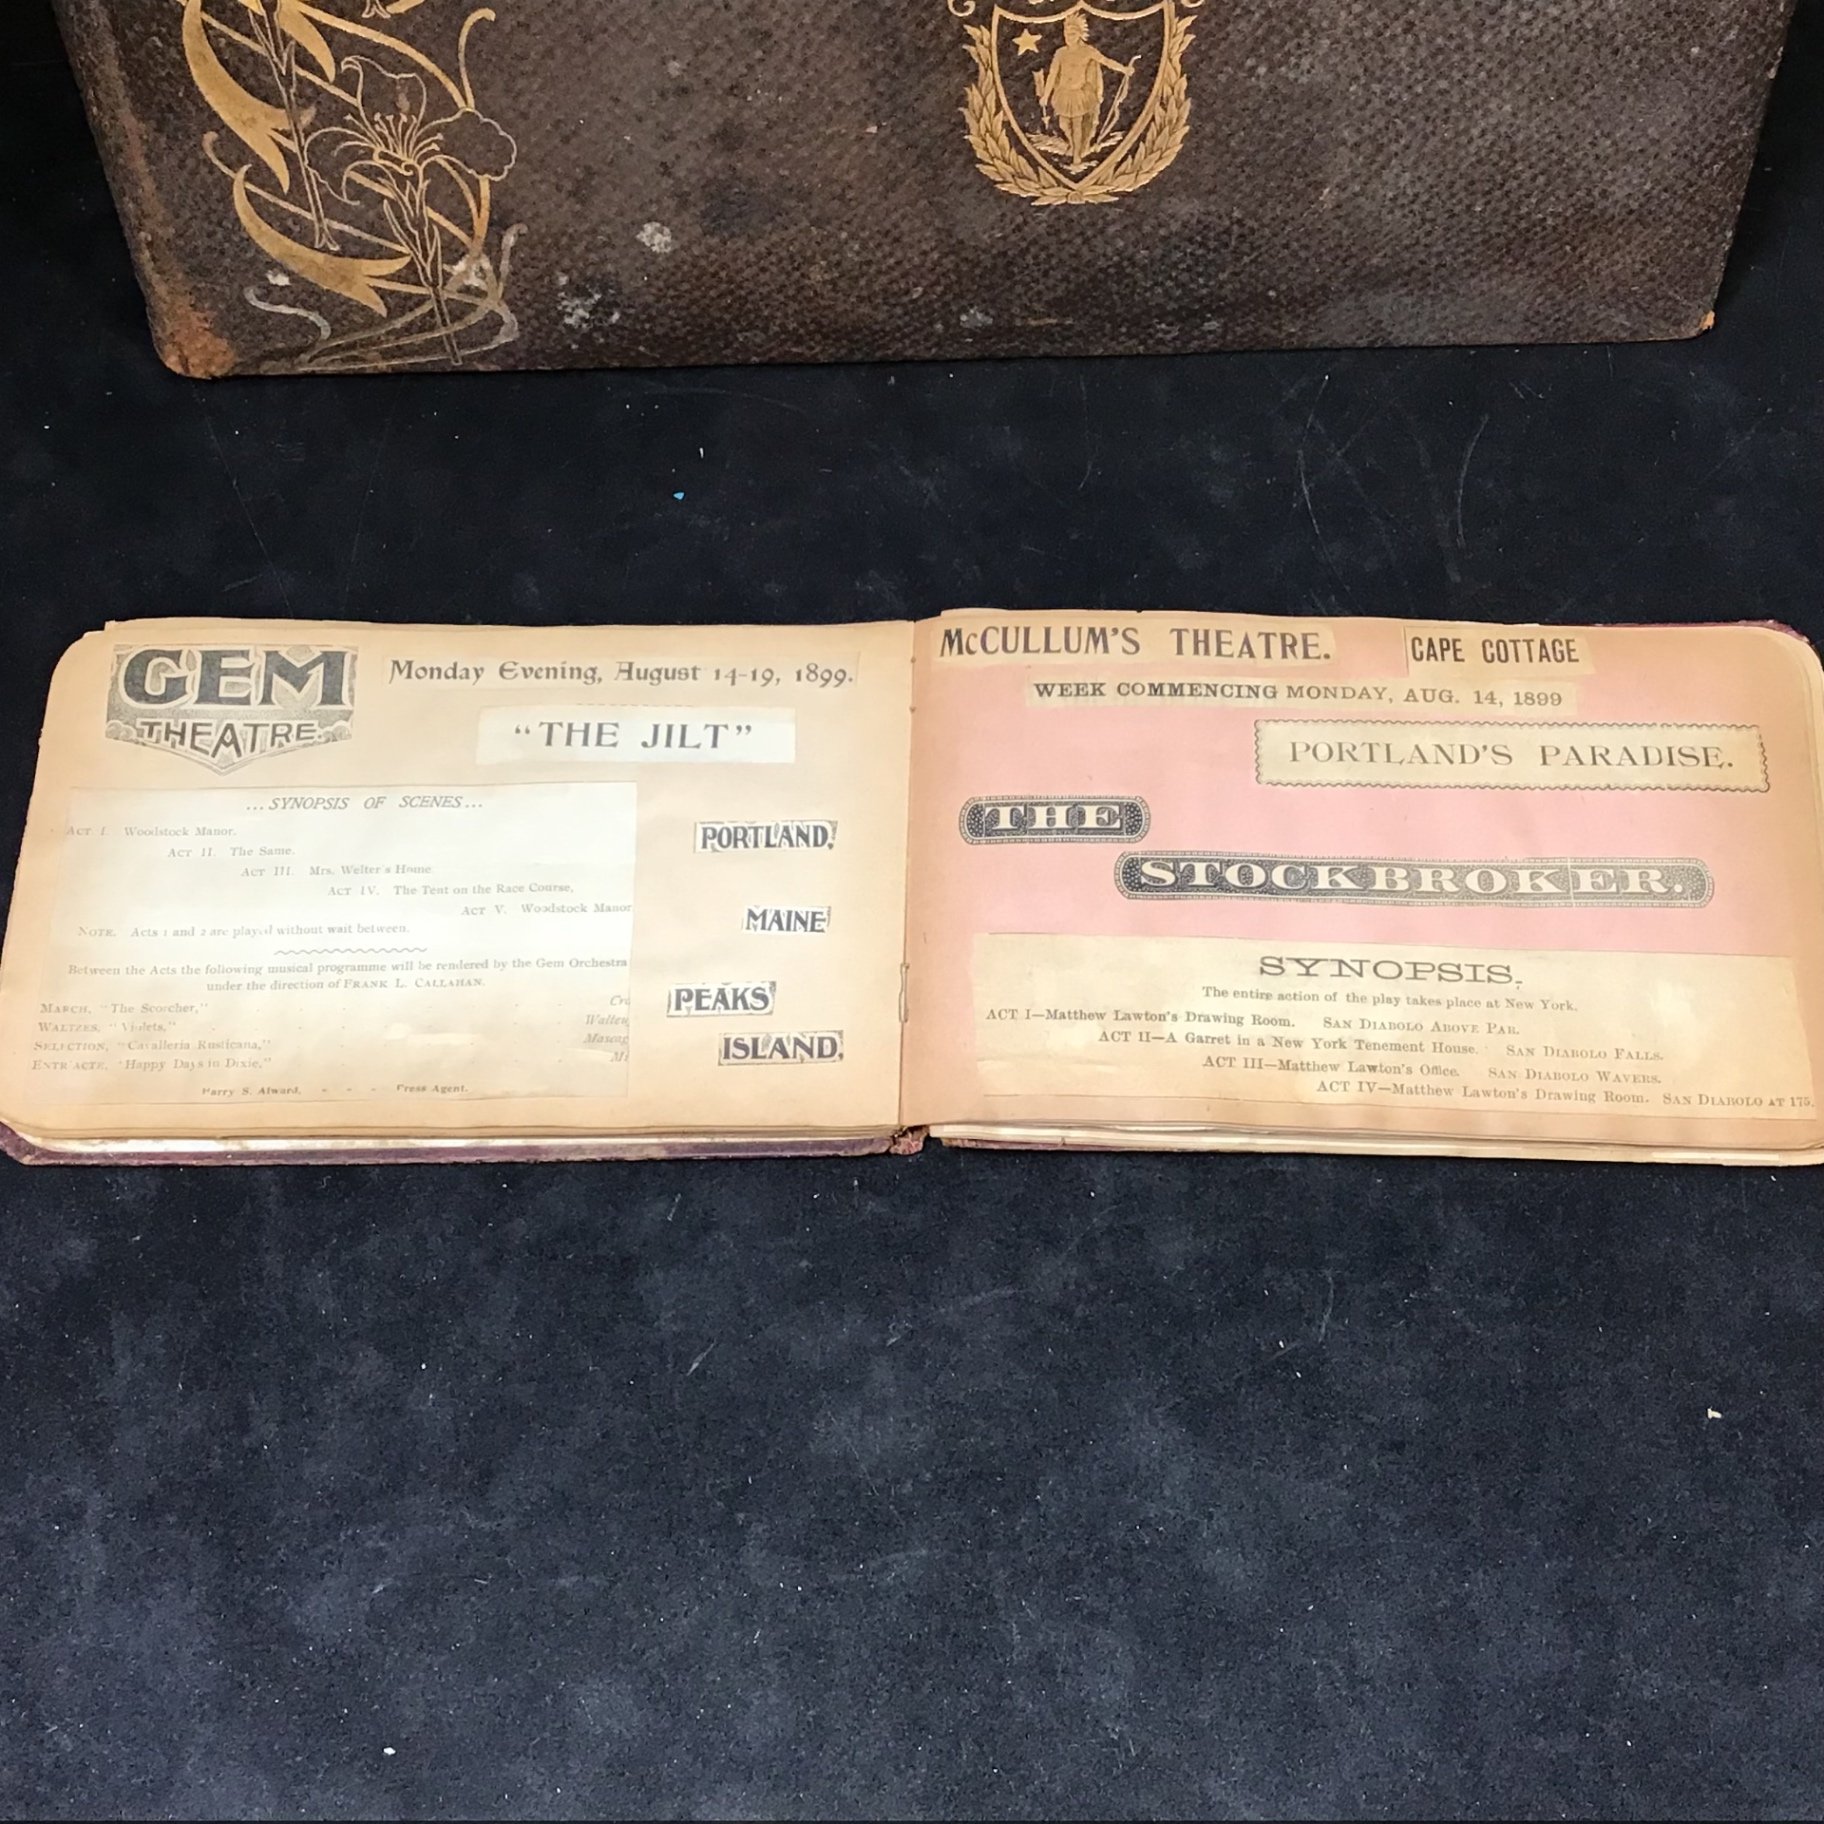 GEM
THEATRE.
Monday Evening, August 14-19, 1899.
"THE JILT"
...SYNOPSIS OF SCENES...
ACT I. Woodstock Manor.
ACT II. The Same.
ACT III. Mrs. Welter's Home
ACT IV. The Tent on the Race Course,
ACT V. Woodstock Manor
NOTE. Acts 1 and 2 are played without wait between.
Between the Acts the following musical programme will be rendered by the Gem Orchestra
under the direction of FRANK L. CALLAHAN.
MARCH, "The Scorcher,"
WALTZES, "Violets,"
SELECTION, "Cavalleria Rusticana,"
ENTR ACTE, "Happy Days in Dixie,"
Harry S. Alward, - - - Press Agent.
PORTLAND,
MAINE
PEAKS
ISLAND,
McCULLUM'S THEATRE. CAPE COTTAGE
WEEK COMMENCING MONDAY, AUG. 14, 1899
PORTLAND'S PARADISE.
THE
STOCKBROKER.
SYNOPSIS.
The entire action of the play takes place at New York.
ACT I—Matthew Lawton's Drawing Room. SAN DIABOLO ABOVE PAR.
ACT II—A Garret in a New York Tenement House. SAN DIABOLO FALLS.
ACT III—Matthew Lawton's Office. SAN DIABOLO WAVERS.
ACT IV—Matthew Lawton's Drawing Room. SAN DIABOLO AT 175.